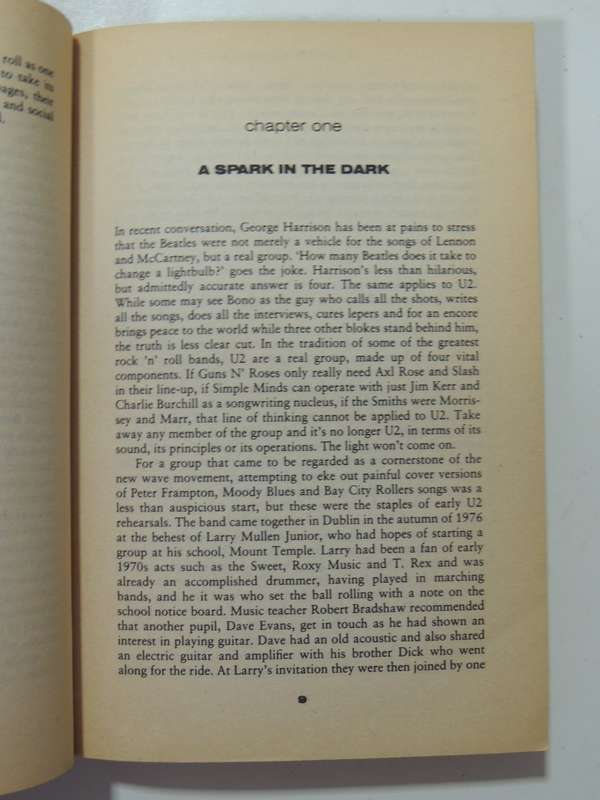 roll as one
to take its
ages, their
and social
chapter one
A SPARK IN THE DARK
In recent conversation, George Harrison has been at pains to stress
that the Beatles were not merely a vehicle for the songs of Lennon
and McCartney, but a real group. 'How many Beatles does it take to
change a lightbulb?' goes the joke. Harrison's less than hilarious,
but admittedly accurate answer is four. The same applies to U2.
While some may see Bono as the guy who calls all the shots, writes
all the songs, does all the interviews, cures lepers and for an encore
brings peace to the world while three other blokes stand behind him,
the truth is less clear cut. In the tradition of some of the greatest
rock 'n' roll bands, U2 are a real group, made up of four vital
components. If Guns N' Roses only really need Axl Rose and Slash
in their line-up, if Simple Minds can operate with just Jim Kerr and
Charlie Burchill as a songwriting nucleus, if the Smiths were Morris-
sey and Marr, that line of thinking cannot be applied to U2. Take
away any member of the group and it's no longer U2, in terms of its
sound, its principles or its operations. The light won't come on.
For a group that came to be regarded as a cornerstone of the
new wave movement, attempting to eke out painful cover versions
of Peter Frampton, Moody Blues and Bay City Rollers songs was a
less than auspicious start, but these were the staples of early U2
rehearsals. The band came together in Dublin in the autumn of 1976
at the behest of Larry Mullen Junior, who had hopes of starting a
group at his school, Mount Temple. Larry had been a fan of early
1970s acts such as the Sweet, Roxy Music and T. Rex and was
already an accomplished drummer, having played in marching
bands, and he it was who set the ball rolling with a note on the
school notice board. Music teacher Robert Bradshaw recommended
that another pupil, Dave Evans, get in touch as he had shown an
interest in playing guitar. Dave had an old acoustic and also shared
an electric guitar and amplifier with his brother Dick who went
along for the ride. At Larry's invitation they were then joined by one
9